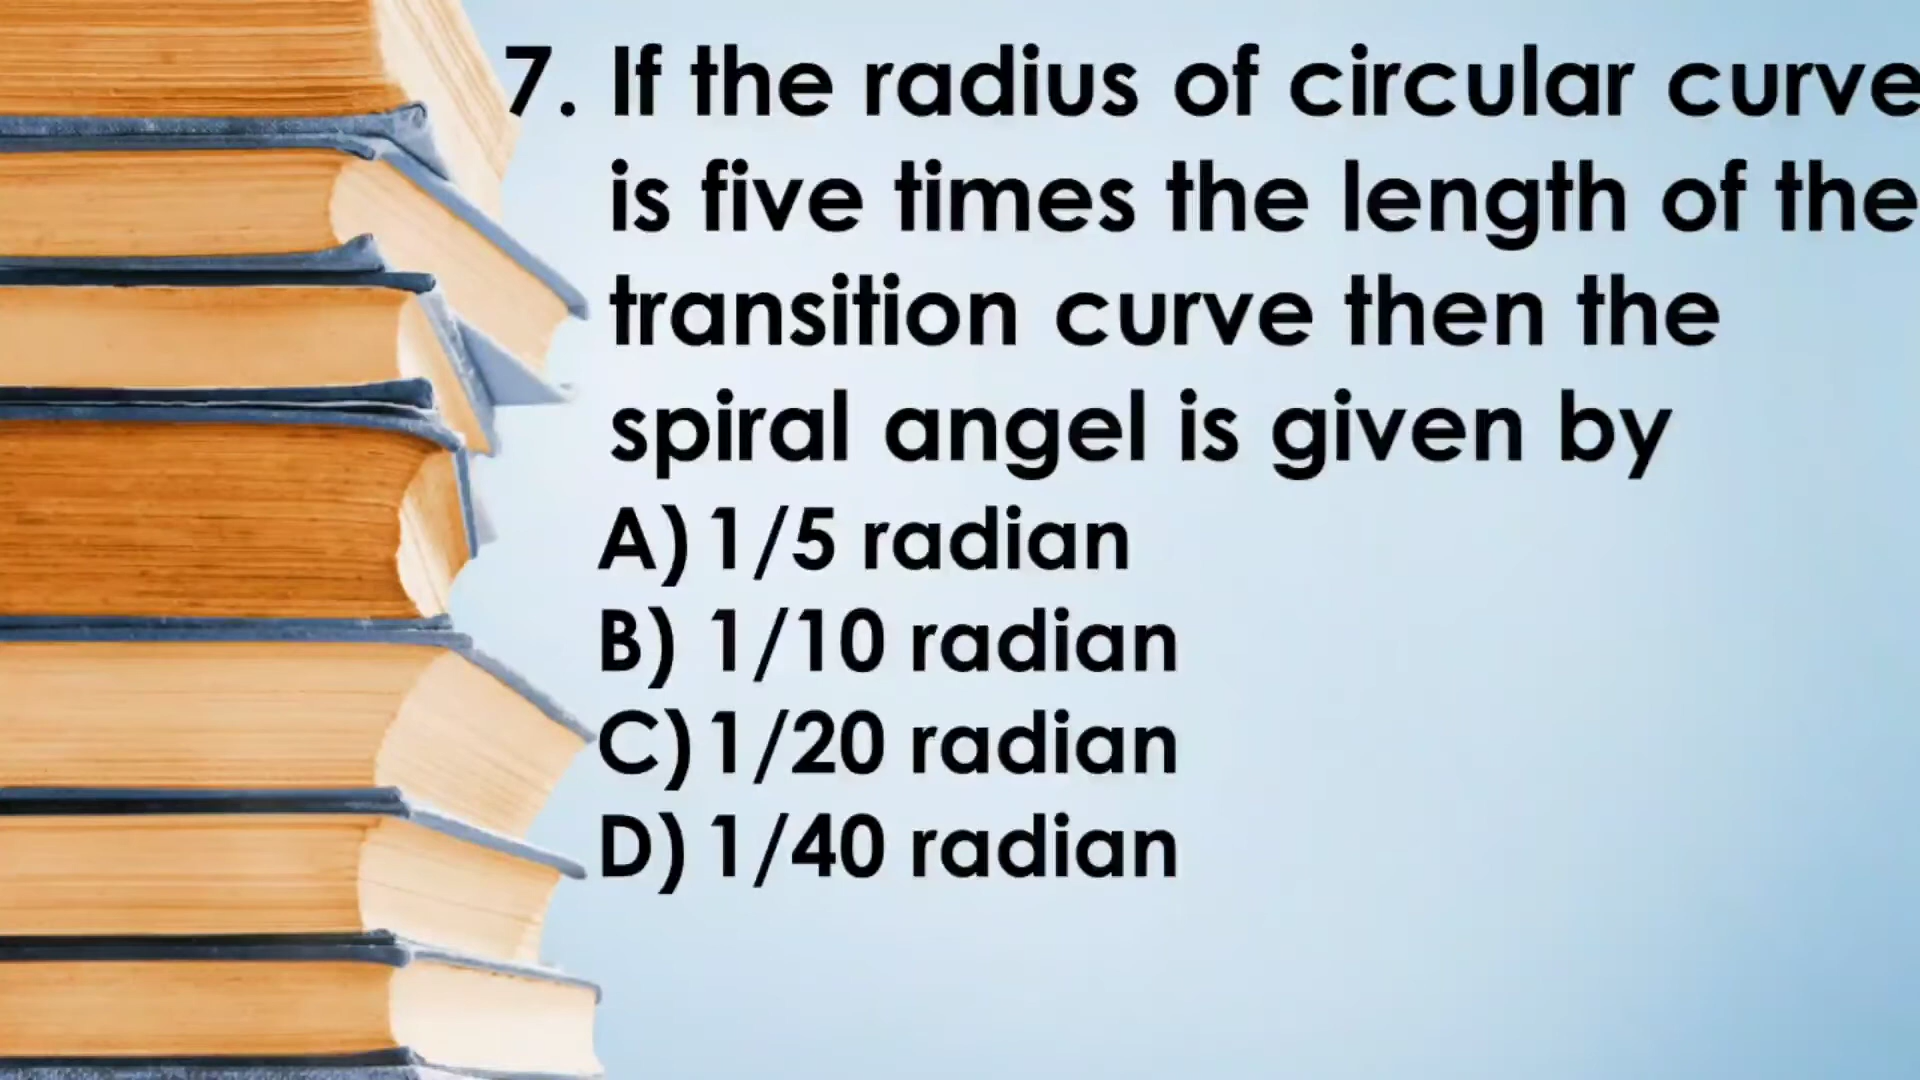 7. If the radius of circular curve
is five times the length of the
transition curve then the
spiral angel is given by
A) 1/5 radian
B) 1/10 radian
C) 1/20 radian
D) 1/40 radian